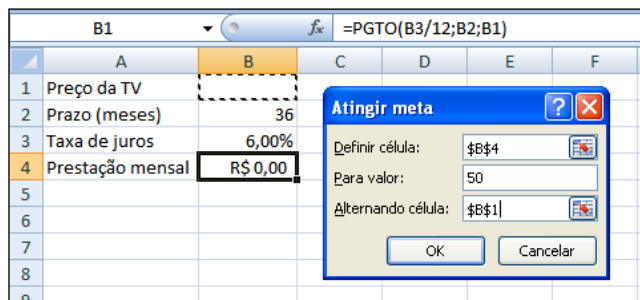 B1 fx =PGTO(B3/12;B2;B1)
A B C D E F
1 Preço da TV
2 Prazo (meses) 36
3 Taxa de juros 6,00%
4 Prestação mensal R$ 0,00
5
6
7
8
9
Atingir meta ?
Definir célula: $B$4
Para valor: 50
Alternando célula: $B$1
OK Cancelar